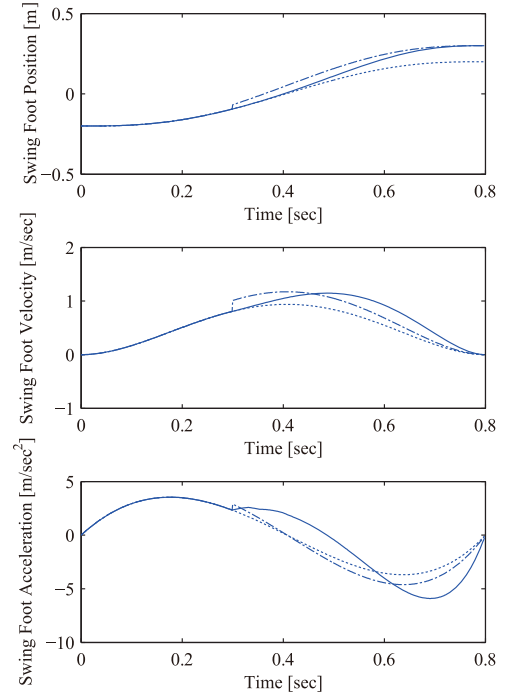 Swing Foot Position [m]
0.5
0
−0.5
0 0.2 0.4 0.6 0.8
Time [sec]
Swing Foot Velocity [m/sec]
2
1
0
−1
0 0.2 0.4 0.6 0.8
Time [sec]
Swing Foot Acceleration [m/sec²]
5
0
−5
−10
0 0.2 0.4 0.6 0.8
Time [sec]